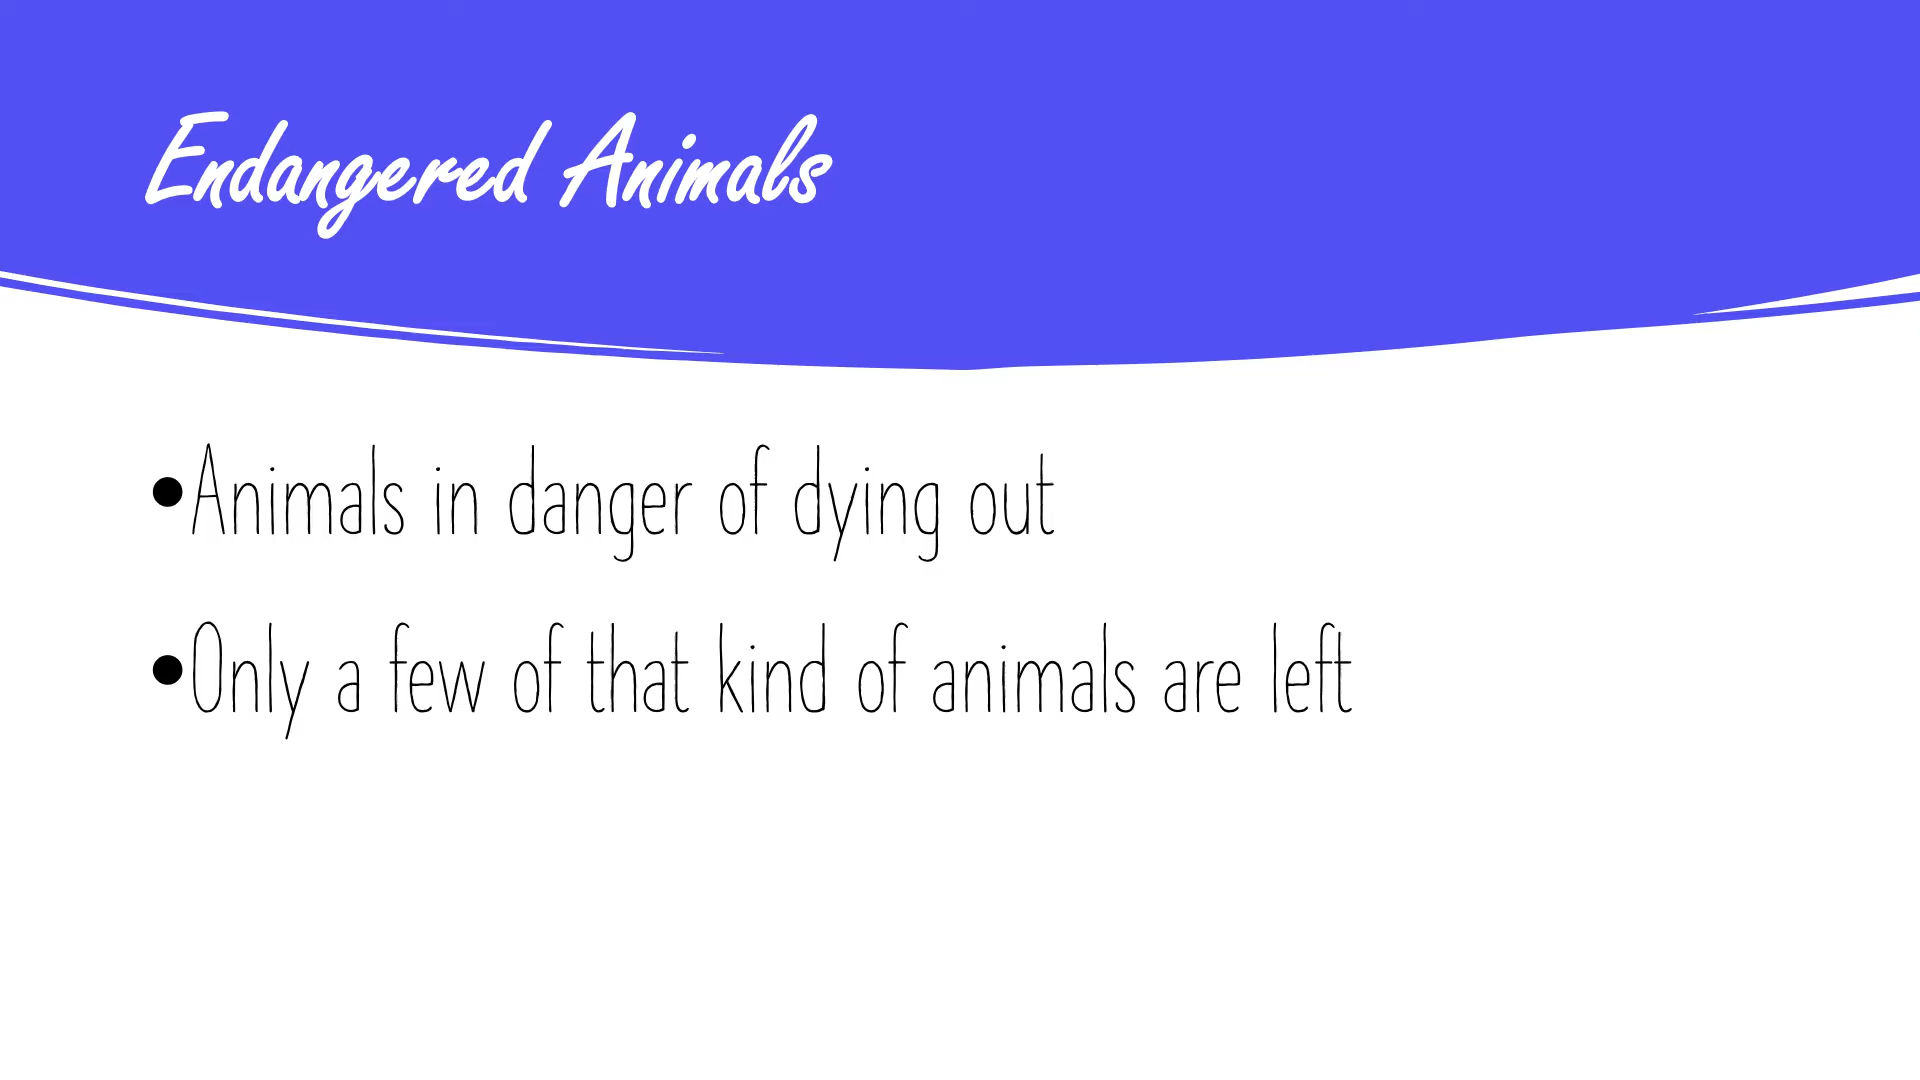 Endangered Animals
•Animals in danger of dying out
•Only a few of that kind of animals are left